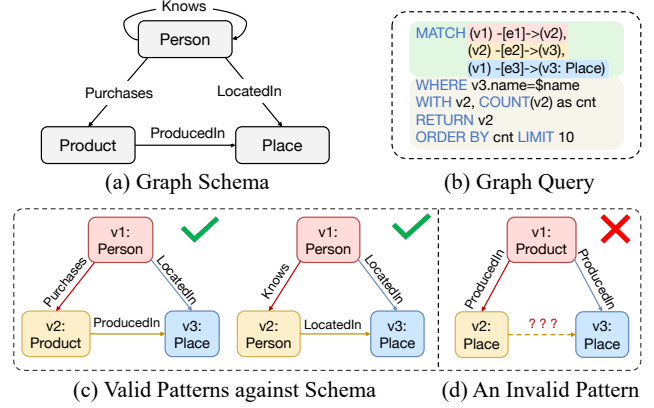 Knows
Person
Purchases
LocatedIn
ProducedIn
Product
Place
(a) Graph Schema
MATCH (v1) -[e1]->(v2),
(v2) -[e2]->(v3),
(v1) -[e3]->(v3: Place)
WHERE v3.name=$name
WITH v2, COUNT(v2) as cnt
RETURN v2
ORDER BY cnt LIMIT 10
(b) Graph Query
v1:
Person
Purchases
LocatedIn
v2:
Product
ProducedIn
v3:
Place
v1:
Person
Knows
LocatedIn
v2:
Person
LocatedIn
v3:
Place
(c) Valid Patterns against Schema
v1:
Product
ProducedIn
ProducedIn
v2:
Place
? ? ?
v3:
Place
(d) An Invalid Pattern